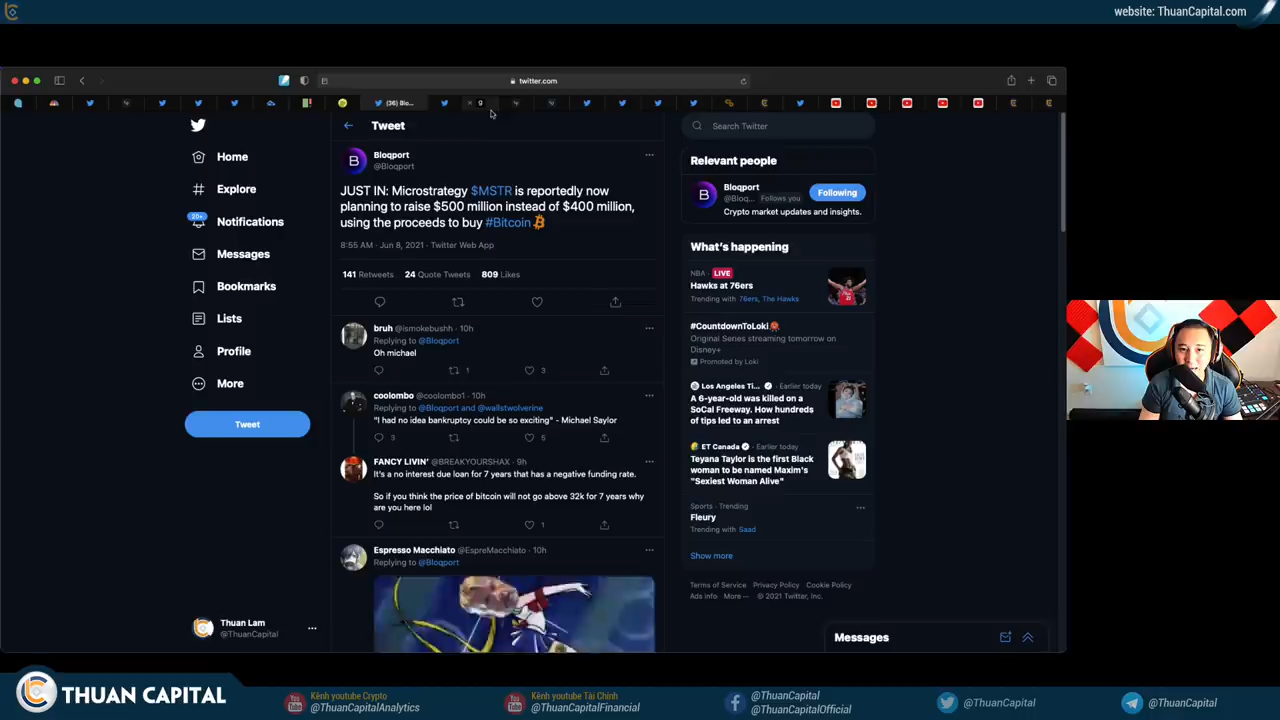 website: ThuanCapital.com
twitter.com
(36) Blo...
Tweet
Search Twitter
Home
Explore
20+
Notifications
Messages
Bookmarks
Lists
Profile
More
Tweet
Thuan Lam
@ThuanCapital
Bloqport
@Bloqport
JUST IN: Microstrategy $MSTR is reportedly now
planning to raise $500 million instead of $400 million,
using the proceeds to buy #Bitcoin
8:55 AM · Jun 8, 2021 · Twitter Web App
141 Retweets 24 Quote Tweets 809 Likes
bruh @ismokebushh · 10h
Replying to @Bloqport
Oh michael
1 3
coolombo @coolombo1 · 10h
Replying to @Bloqport and @wallstwolverine
"I had no idea bankruptcy could be so exciting" - Michael Saylor
3 5
FANCY LIVIN' @BREAKYOURSHAX · 9h
It's a no interest due loan for 7 years that has a negative funding rate.
So if you think the price of bitcoin will not go above 32k for 7 years why
are you here lol
1
Espresso Macchiato @EspreMacchiato · 10h
Replying to @Bloqport
Relevant people
Bloqport
@Bloq... Follows you
Following
Crypto market updates and insights.
What's happening
NBA · LIVE
Hawks at 76ers
Trending with 76ers, The Hawks
#CountdownToLoki
Original Series streaming tomorrow on
Disney+
Promoted by Loki
Los Angeles Ti... · Earlier today
A 6-year-old was killed on a
SoCal Freeway. How hundreds
of tips led to an arrest
ET Canada · Earlier today
Teyana Taylor is the first Black
woman to be named Maxim's
"Sexiest Woman Alive"
Sports · Trending
Fleury
Trending with Saad
Show more
Terms of Service Privacy Policy Cookie Policy
Ads info More ··· © 2021 Twitter, Inc.
Messages
THUAN CAPITAL
Kênh youtube Crypto
@ThuanCapitalAnalytics
Kênh youtube Tài Chính
@ThuanCapitalFinancial
@ThuanCapital
@ThuanCapitalOfficial
@ThuanCapital
@ThuanCapital